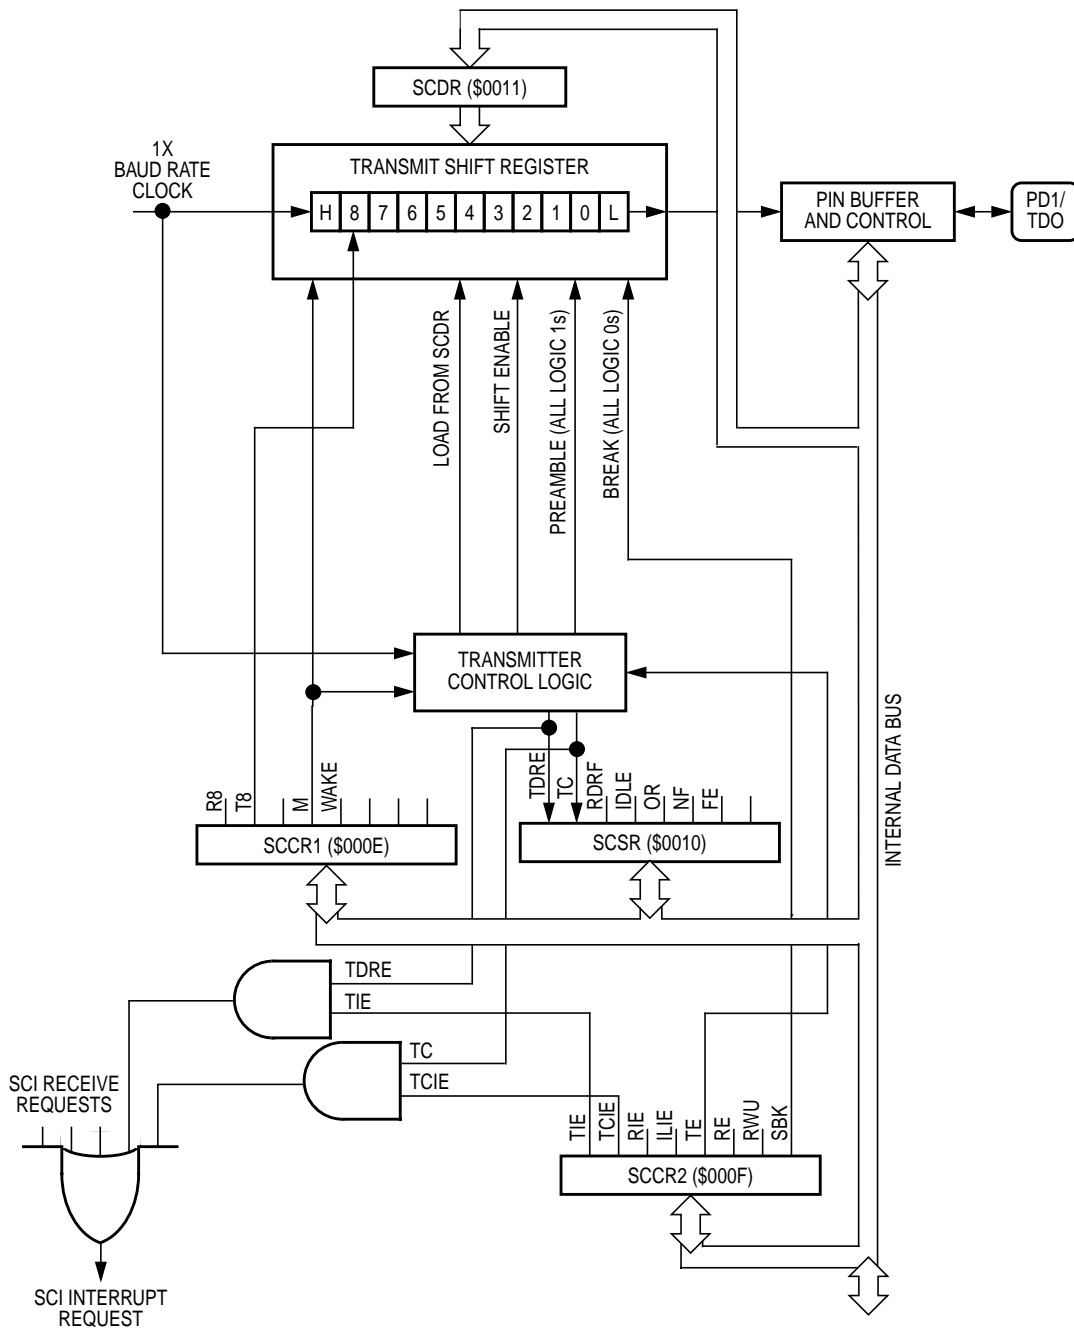 SCDR ($0011)
1X
BAUD RATE
CLOCK
TRANSMIT SHIFT REGISTER
H 8 7 6 5 4 3 2 1 0 L
PIN BUFFER
AND CONTROL
PD1/
TDO
LOAD FROM SCDR
SHIFT ENABLE
PREAMBLE (ALL LOGIC 1s)
BREAK (ALL LOGIC 0s)
TRANSMITTER
CONTROL LOGIC
INTERNAL DATA BUS
R8
T8
M
WAKE
SCCR1 ($000E)
TDRE
TC
RDRF
IDLE
OR
NF
FE
SCSR ($0010)
TDRE
TIE
TC
TCIE
SCI RECEIVE
REQUESTS
TIE
TCIE
RIE
ILIE
TE
RE
RWU
SBK
SCCR2 ($000F)
SCI INTERRUPT
REQUEST